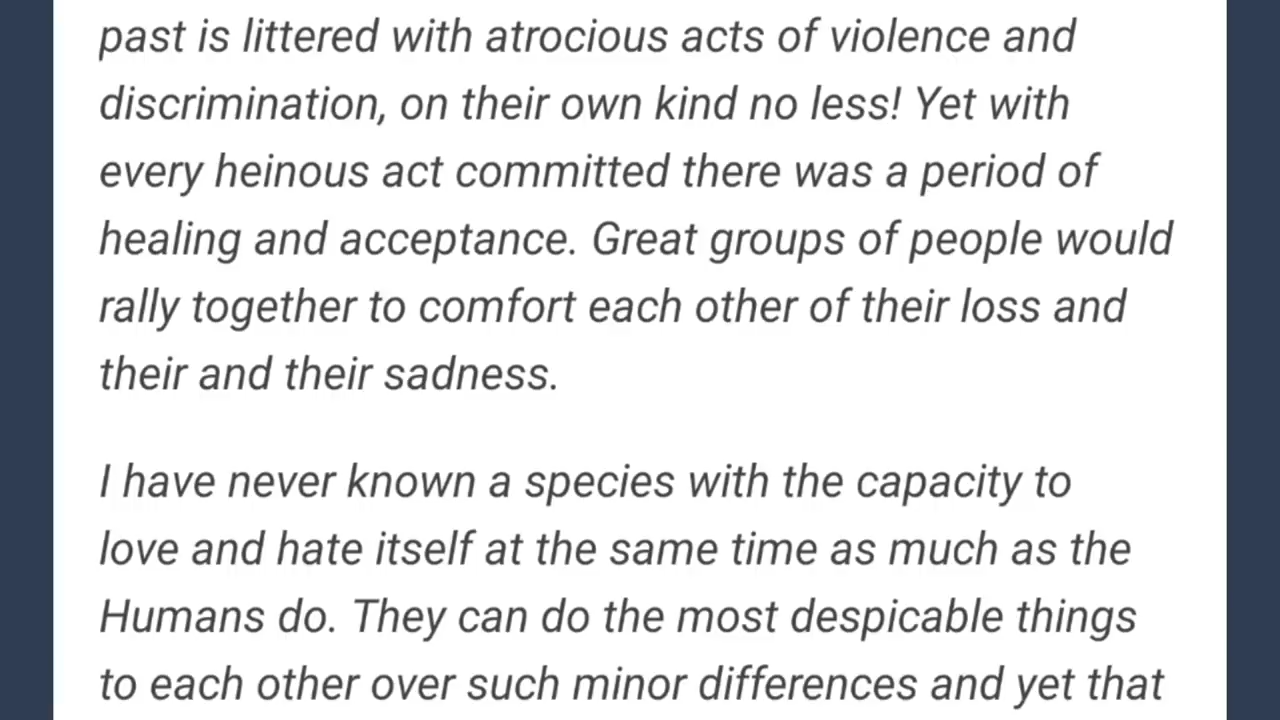 past is littered with atrocious acts of violence and
discrimination, on their own kind no less! Yet with
every heinous act committed there was a period of
healing and acceptance. Great groups of people would
rally together to comfort each other of their loss and
their and their sadness.
I have never known a species with the capacity to
love and hate itself at the same time as much as the
Humans do. They can do the most despicable things
to each other over such minor differences and yet that